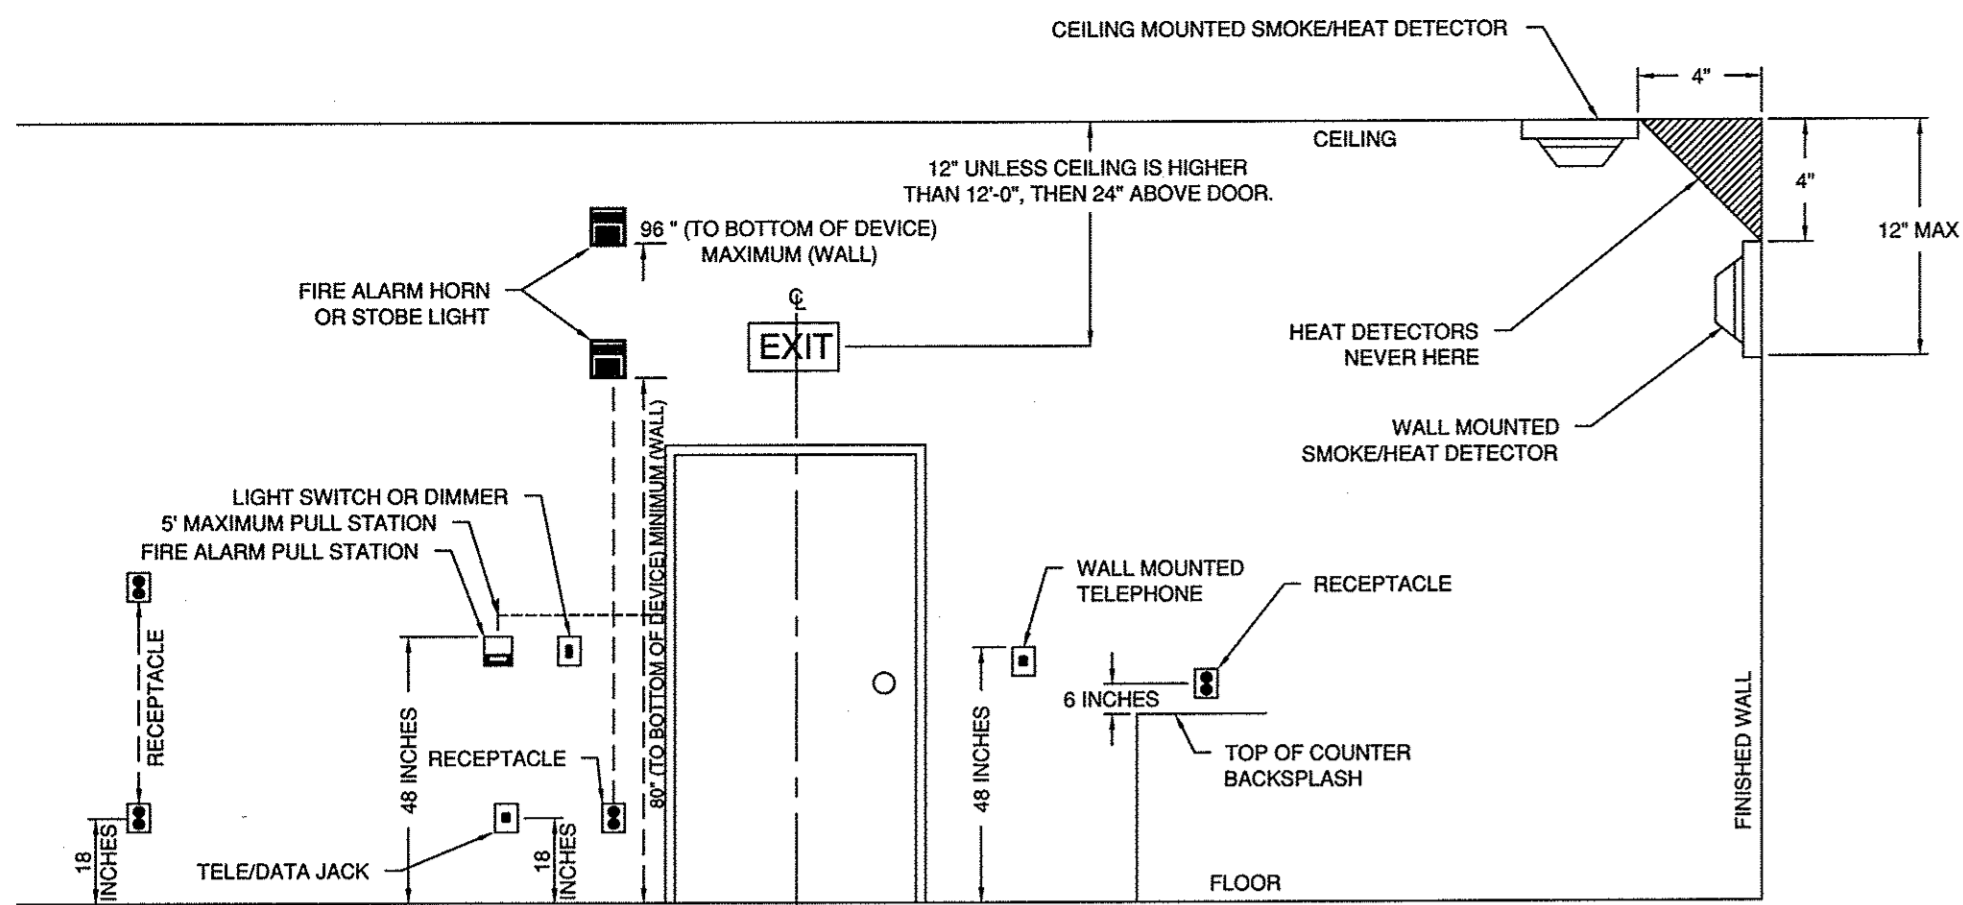 CEILING MOUNTED SMOKE/HEAT DETECTOR
4"
CEILING
12" UNLESS CEILING IS HIGHER
THAN 12'-0", THEN 24" ABOVE DOOR.
4"
12" MAX
96 " (TO BOTTOM OF DEVICE)
MAXIMUM (WALL)
FIRE ALARM HORN
OR STOBE LIGHT
℄
EXIT
HEAT DETECTORS
NEVER HERE
WALL MOUNTED
SMOKE/HEAT DETECTOR
80" (TO BOTTOM OF DEVICE) MINIMUM (WALL)
LIGHT SWITCH OR DIMMER
5' MAXIMUM PULL STATION
FIRE ALARM PULL STATION
WALL MOUNTED
TELEPHONE
RECEPTACLE
RECEPTACLE
6 INCHES
48 INCHES
RECEPTACLE
48 INCHES
TOP OF COUNTER
BACKSPLASH
FINISHED WALL
18
INCHES
TELE/DATA JACK
18
INCHES
FLOOR